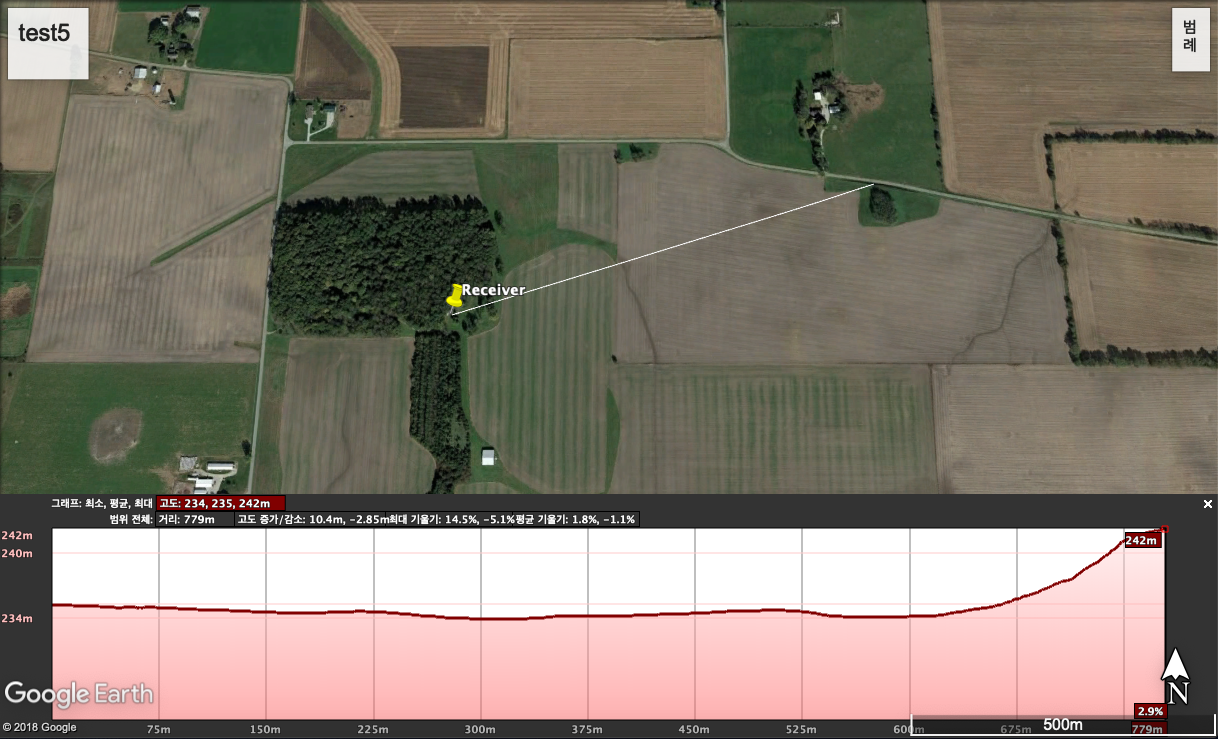 test5
범
례
Receiver
그래프: 최소, 평균, 최대 고도: 234, 235, 242m
범위 전체: 거리: 779m 고도 증가/감소: 10.4m, -2.85m최대 기울기: 14.5%, -5.1%평균 기울기: 1.8%, -1.1%
242m
240m
234m
242m
N
Google Earth
2.9%
© 2018 Google
75m 150m 225m 300m 375m 450m 525m 600m 675m 779m
500m